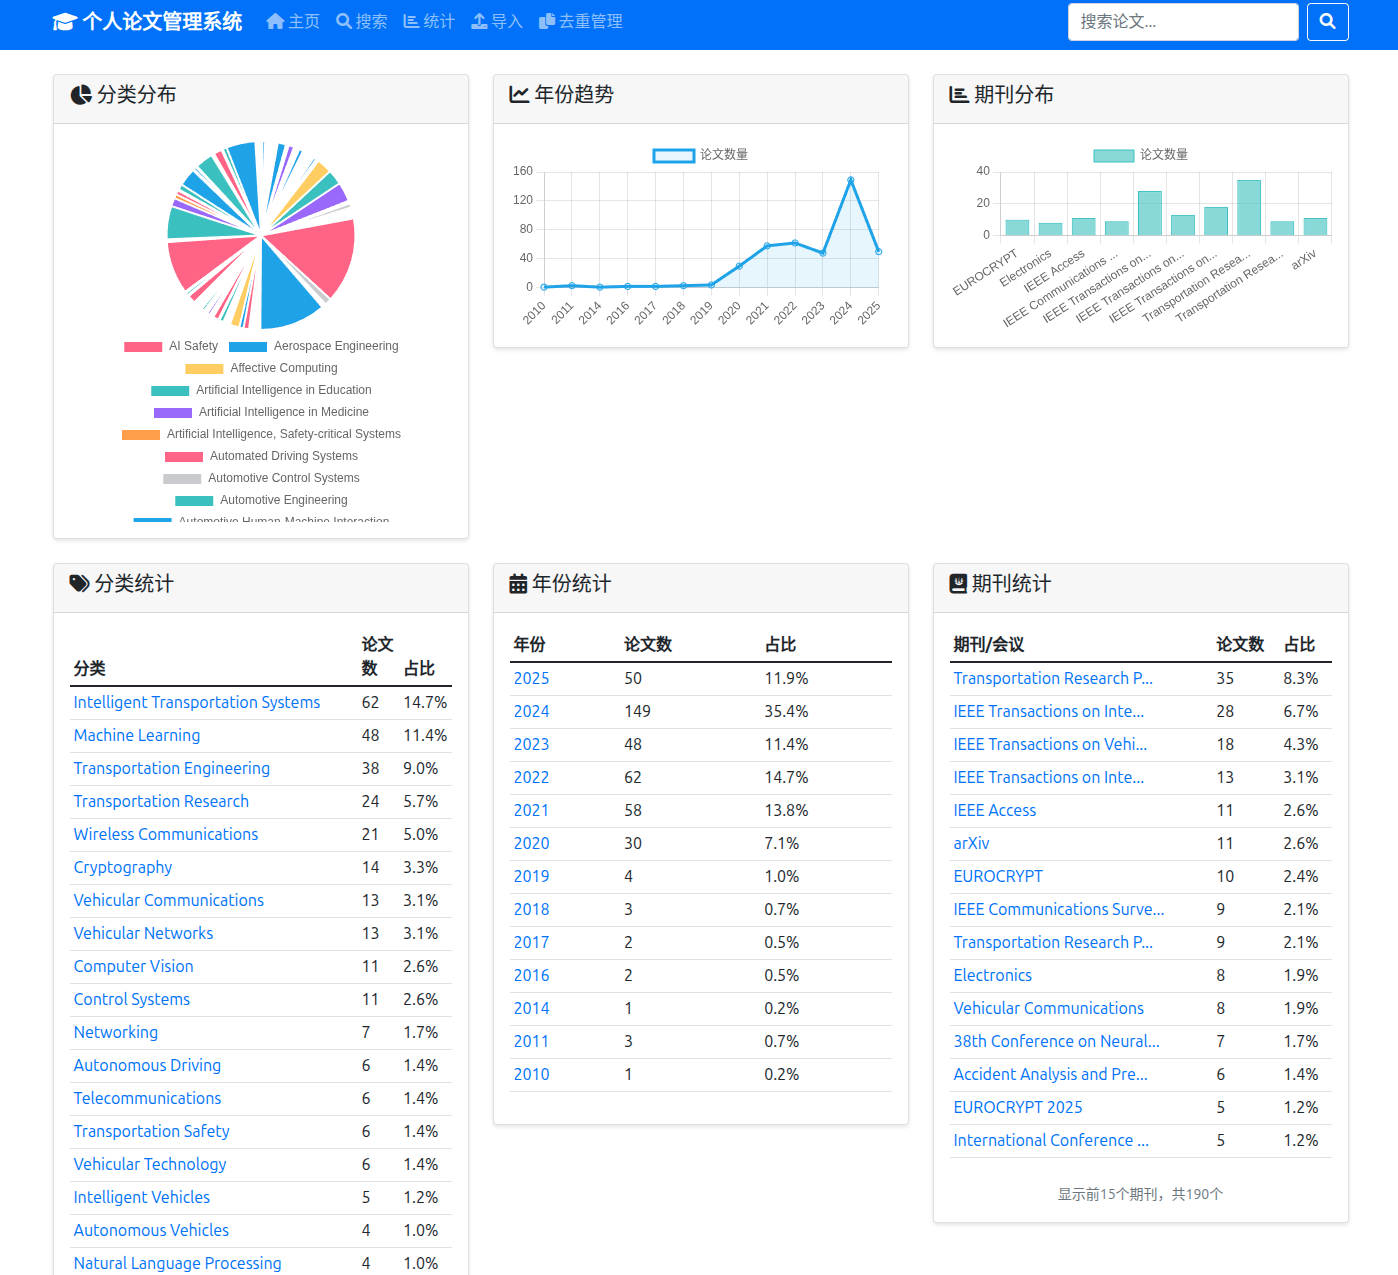 个人论文管理系统 主页 搜索 统计 导入 去重管理 搜索论文...
分类分布
AI Safety Aerospace Engineering
Affective Computing
Artificial Intelligence in Education
Artificial Intelligence in Medicine
Artificial Intelligence, Safety-critical Systems
Automated Driving Systems
Automotive Control Systems
Automotive Engineering
Automotive Human-Machine Interaction
年份趋势
论文数量
160
120
80
40
0
2010 2011 2014 2016 2017 2018 2019 2020 2021 2022 2023 2024 2025
期刊分布
论文数量
40
20
0
EUROCRYPT
Electronics
IEEE Access
IEEE Communications ...
IEEE Transactions on...
IEEE Transactions on...
IEEE Transactions on...
Transportation Resea...
Transportation Resea...
arXiv
分类统计
分类 论文数 占比
Intelligent Transportation Systems 62 14.7%
Machine Learning 48 11.4%
Transportation Engineering 38 9.0%
Transportation Research 24 5.7%
Wireless Communications 21 5.0%
Cryptography 14 3.3%
Vehicular Communications 13 3.1%
Vehicular Networks 13 3.1%
Computer Vision 11 2.6%
Control Systems 11 2.6%
Networking 7 1.7%
Autonomous Driving 6 1.4%
Telecommunications 6 1.4%
Transportation Safety 6 1.4%
Vehicular Technology 6 1.4%
Intelligent Vehicles 5 1.2%
Autonomous Vehicles 4 1.0%
Natural Language Processing 4 1.0%
年份统计
年份 论文数 占比
2025 50 11.9%
2024 149 35.4%
2023 48 11.4%
2022 62 14.7%
2021 58 13.8%
2020 30 7.1%
2019 4 1.0%
2018 3 0.7%
2017 2 0.5%
2016 2 0.5%
2014 1 0.2%
2011 3 0.7%
2010 1 0.2%
期刊统计
期刊/会议 论文数 占比
Transportation Research P... 35 8.3%
IEEE Transactions on Inte... 28 6.7%
IEEE Transactions on Vehi... 18 4.3%
IEEE Transactions on Inte... 13 3.1%
IEEE Access 11 2.6%
arXiv 11 2.6%
EUROCRYPT 10 2.4%
IEEE Communications Surve... 9 2.1%
Transportation Research P... 9 2.1%
Electronics 8 1.9%
Vehicular Communications 8 1.9%
38th Conference on Neural... 7 1.7%
Accident Analysis and Pre... 6 1.4%
EUROCRYPT 2025 5 1.2%
International Conference ... 5 1.2%
显示前15个期刊，共190个